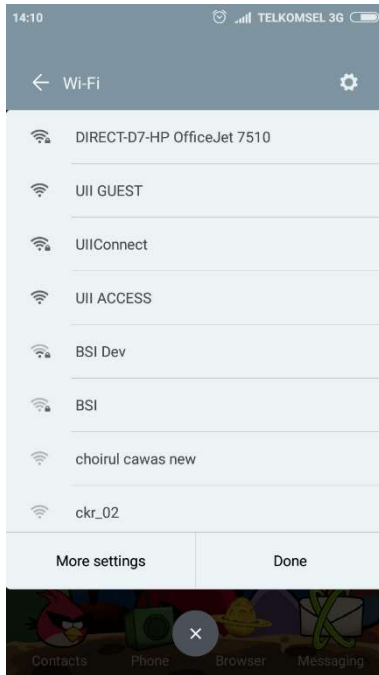 14:10 TELKOMSEL 3G
Wi-Fi
DIRECT-D7-HP OfficeJet 7510
UII GUEST
UIIConnect
UII ACCESS
BSI Dev
BSI
choirul cawas new
ckr_02
More settings Done
Contacts Phone Browser Messaging